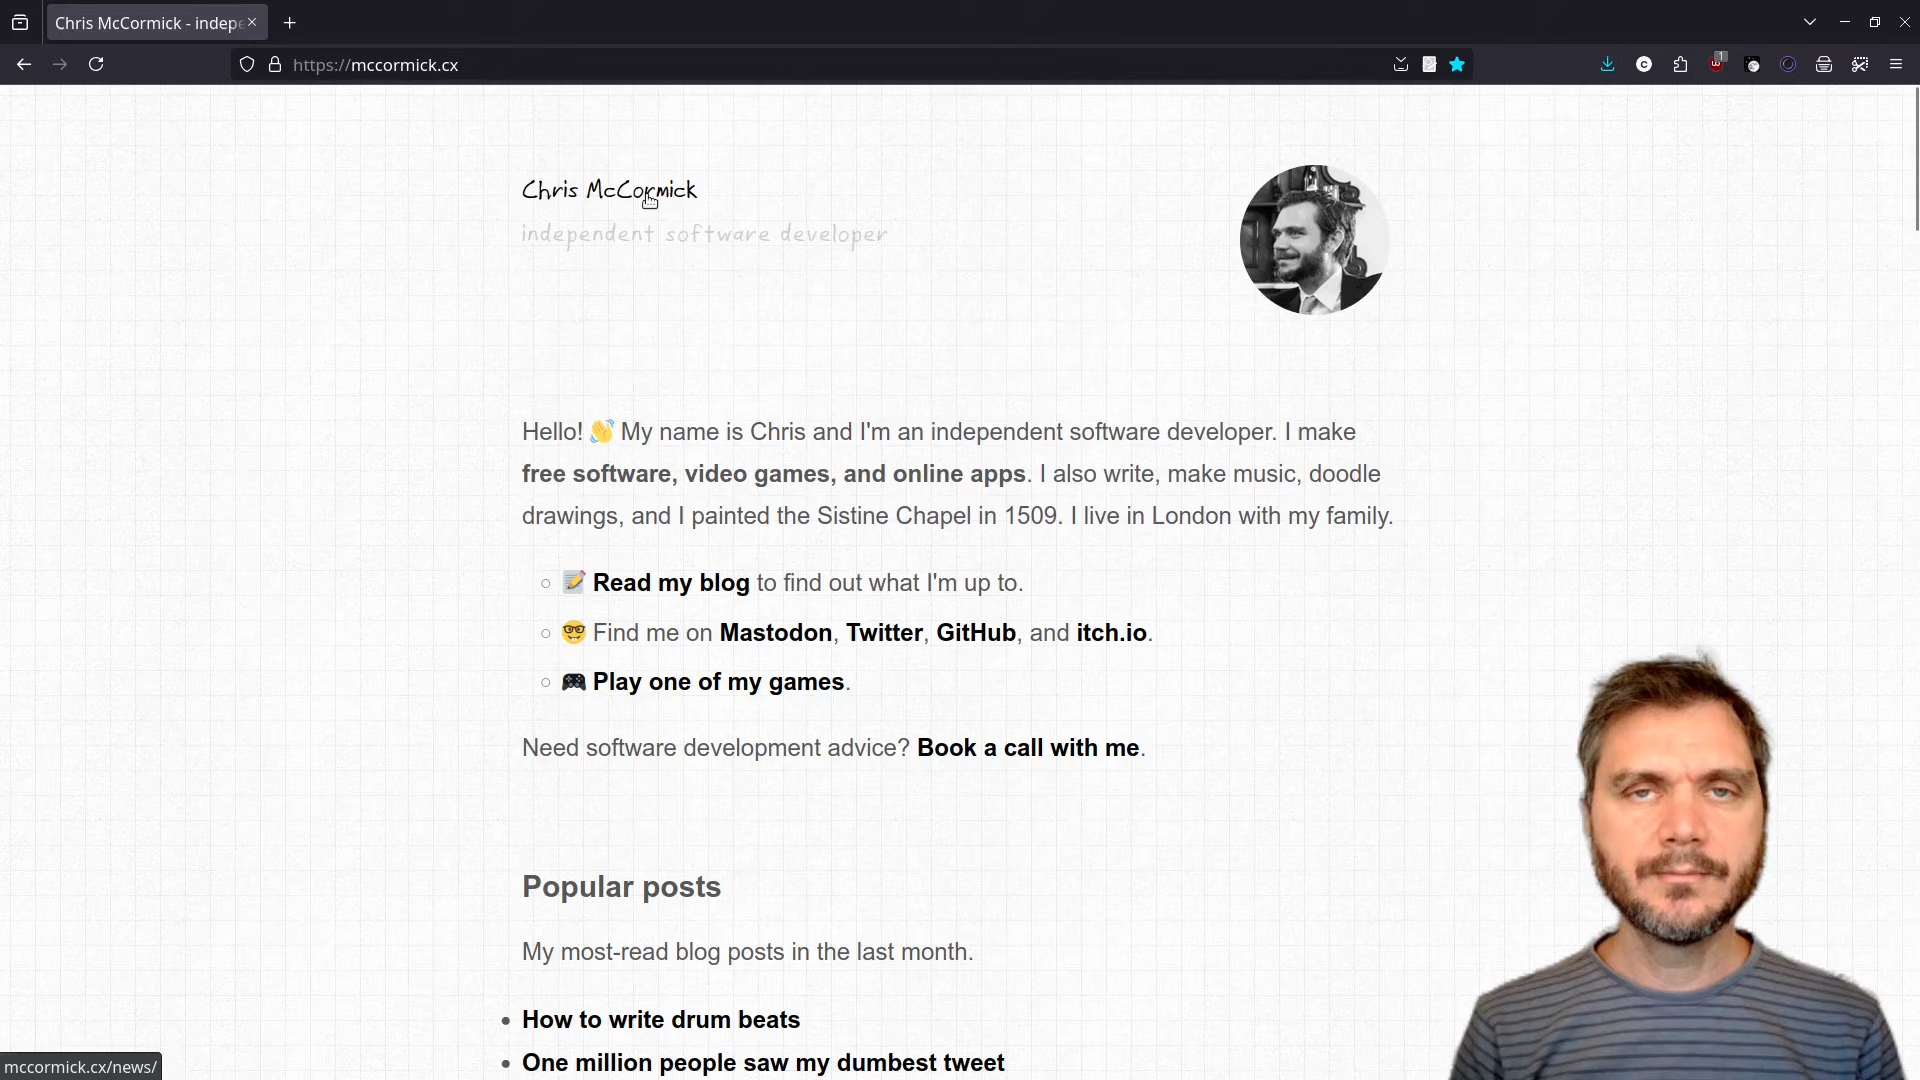 Chris McCormick - indepe
https://mccormick.cx
1
Chris McCormick
independent software developer
Hello! 👋 My name is Chris and I'm an independent software developer. I make
free software, video games, and online apps. I also write, make music, doodle
drawings, and I painted the Sistine Chapel in 1509. I live in London with my family.
📝 Read my blog to find out what I'm up to.
🤓 Find me on Mastodon, Twitter, GitHub, and itch.io.
🎮 Play one of my games.
Need software development advice? Book a call with me.
Popular posts
My most-read blog posts in the last month.
How to write drum beats
One million people saw my dumbest tweet
mccormick.cx/news/